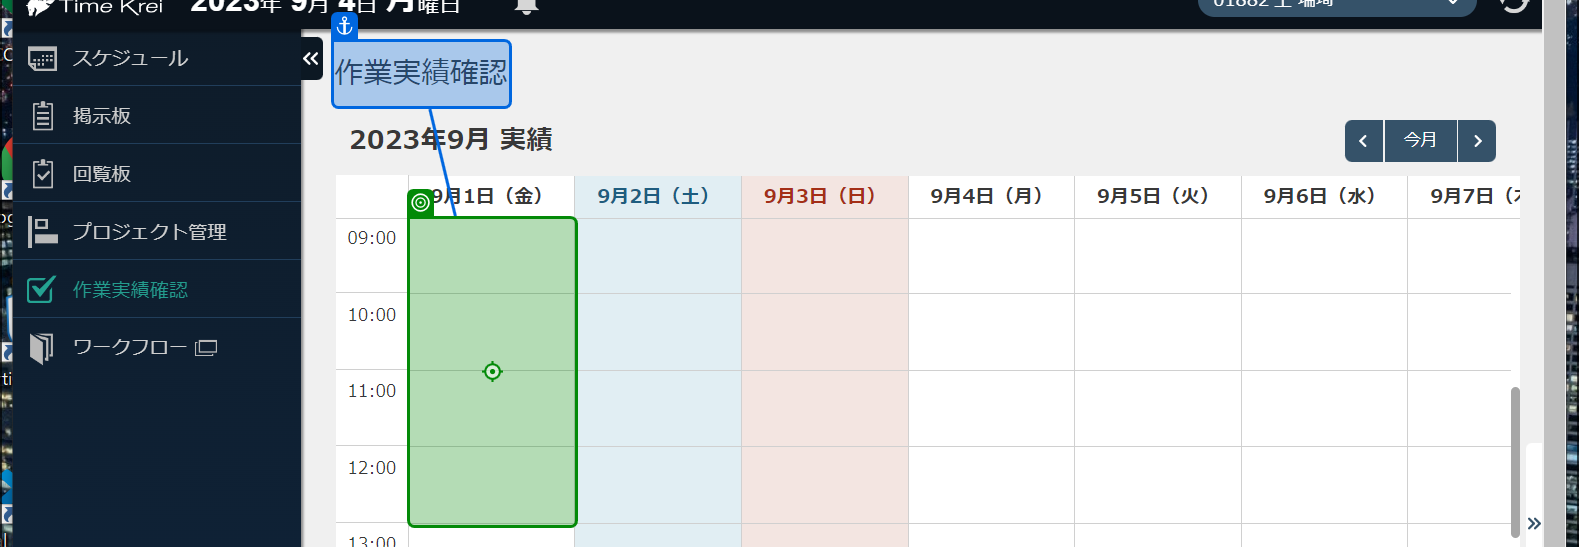 Time Krei 2023年 9月 4日 月曜日
スケジュール
掲示板
回覧板
プロジェクト管理
作業実績確認
ワークフロー
作業実績確認
2023年9月 実績
今月
9月1日（金） 9月2日（土） 9月3日（日） 9月4日（月） 9月5日（火） 9月6日（水） 9月7日
09:00
10:00
11:00
12:00
13:00